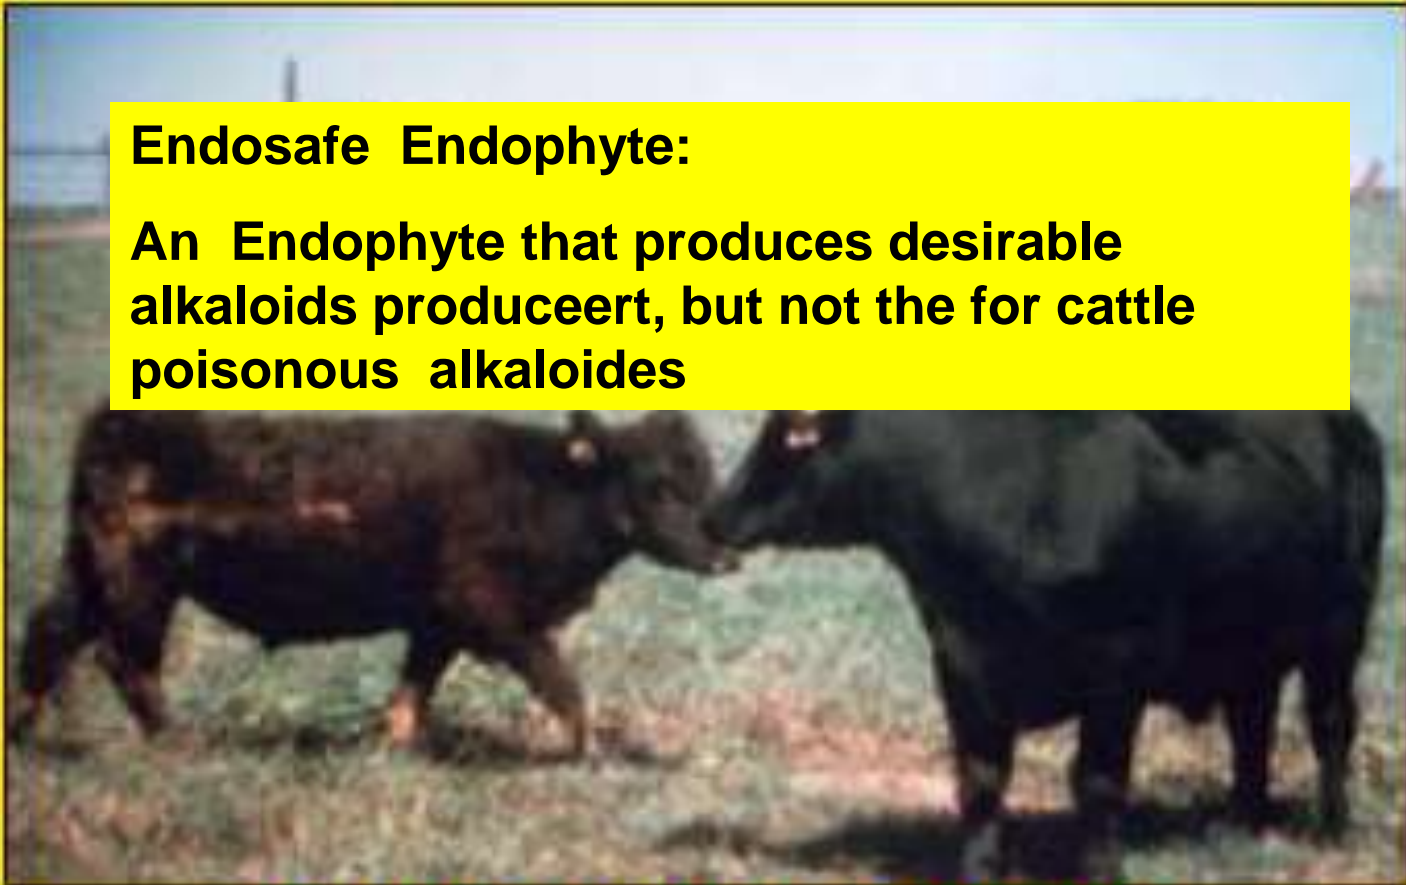 Endosafe  Endophyte:
An  Endophyte that produces desirable
alkaloids produceert, but not the for cattle
poisonous  alkaloides